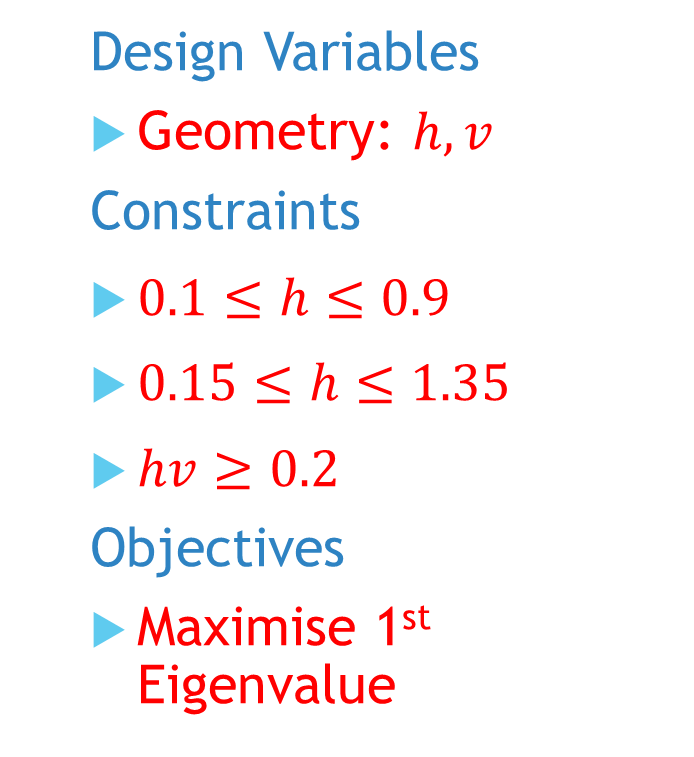 Design Variables
Geometry: h, v
Constraints
0.1 ≤ h ≤ 0.9
0.15 ≤ h ≤ 1.35
hv ≥ 0.2
Objectives
Maximise 1st
Eigenvalue